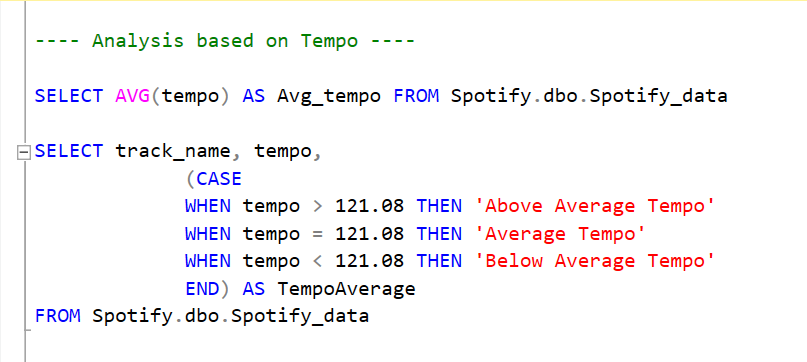 ---- Analysis based on Tempo ----
SELECT AVG(tempo) AS Avg_tempo FROM Spotify.dbo.Spotify_data
SELECT track_name, tempo,
(CASE
WHEN tempo > 121.08 THEN 'Above Average Tempo'
WHEN tempo = 121.08 THEN 'Average Tempo'
WHEN tempo < 121.08 THEN 'Below Average Tempo'
END) AS TempoAverage
FROM Spotify.dbo.Spotify_data